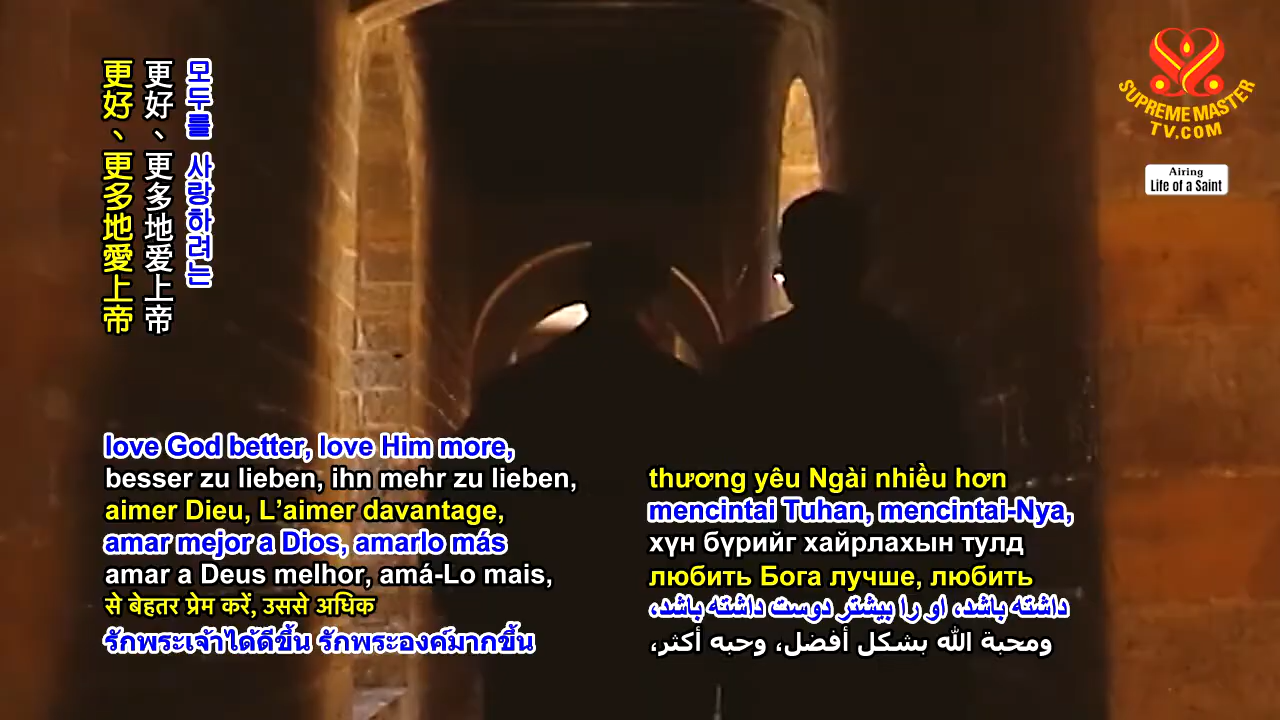 更好、更多地愛上帝
更好、更多地爱上帝
모두를 사랑하려는
SUPREME MASTER
TV.COM
Airing
Life of a Saint
love God better, love Him more,
besser zu lieben, ihn mehr zu lieben,
aimer Dieu, L’aimer davantage,
amar mejor a Dios, amarlo más
amar a Deus melhor, amá-Lo mais,
से बेहतर प्रेम करें, उससे अधिक
รักพระเจ้าได้ดีขึ้น รักพระองค์มากขึ้น
thương yêu Ngài nhiều hơn
mencintai Tuhan, mencintai-Nya,
хүн бүрийг хайрлахын тулд
любить Бога лучше, любить
داشته باشد، او را بیشتر دوست داشته باشد،
ومحبة الله بشكل أفضل، وحبه أكثر،